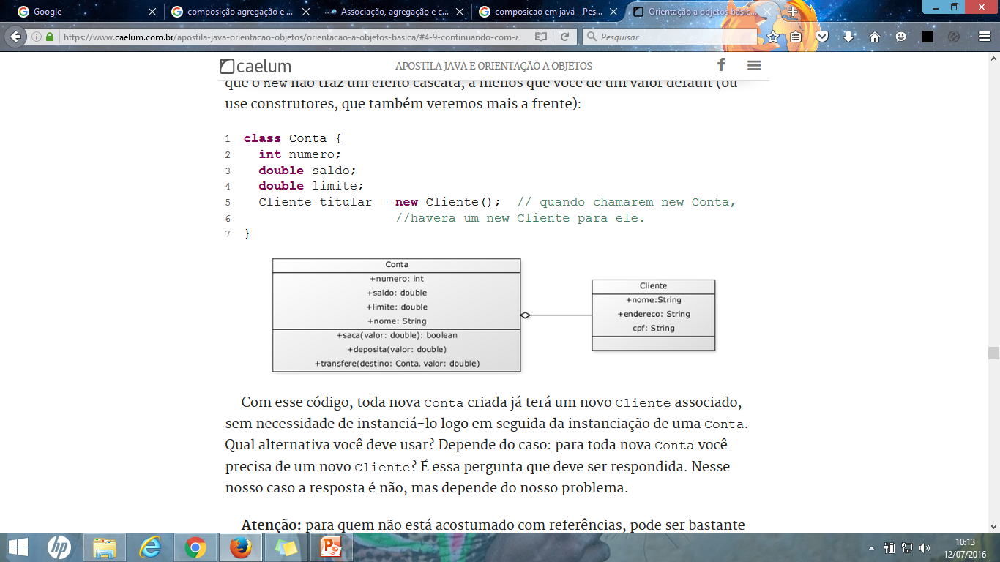 Google
composição agregação e ...
Associação, agregação e c...
composicao em java - Pes...
Orientação a objetos básic...
https://www.caelum.com.br/apostila-java-orientacao-objetos/orientacao-a-objetos-basica/#4-9-continuando-com-a
Pesquisar
caelum
APOSTILA JAVA E ORIENTAÇÃO A OBJETOS
que o new não traz um efeito cascata, a menos que você dê um valor default (ou
use construtores, que também veremos mais a frente):
1 class Conta {
2 int numero;
3 double saldo;
4 double limite;
5 Cliente titular = new Cliente(); // quando chamarem new Conta,
6 //havera um new Cliente para ele.
7 }
Conta
+numero: int
+saldo: double
+limite: double
+nome: String
+saca(valor: double): boolean
+deposita(valor: double)
+transfere(destino: Conta, valor: double)
Cliente
+nome:String
+endereco: String
cpf: String
Com esse código, toda nova Conta criada já terá um novo Cliente associado,
sem necessidade de instanciá-lo logo em seguida da instanciação de uma Conta.
Qual alternativa você deve usar? Depende do caso: para toda nova Conta você
precisa de um novo Cliente? É essa pergunta que deve ser respondida. Nesse
nosso caso a resposta é não, mas depende do nosso problema.
Atenção: para quem não está acostumado com referências, pode ser bastante
hp
10:13
12/07/2016